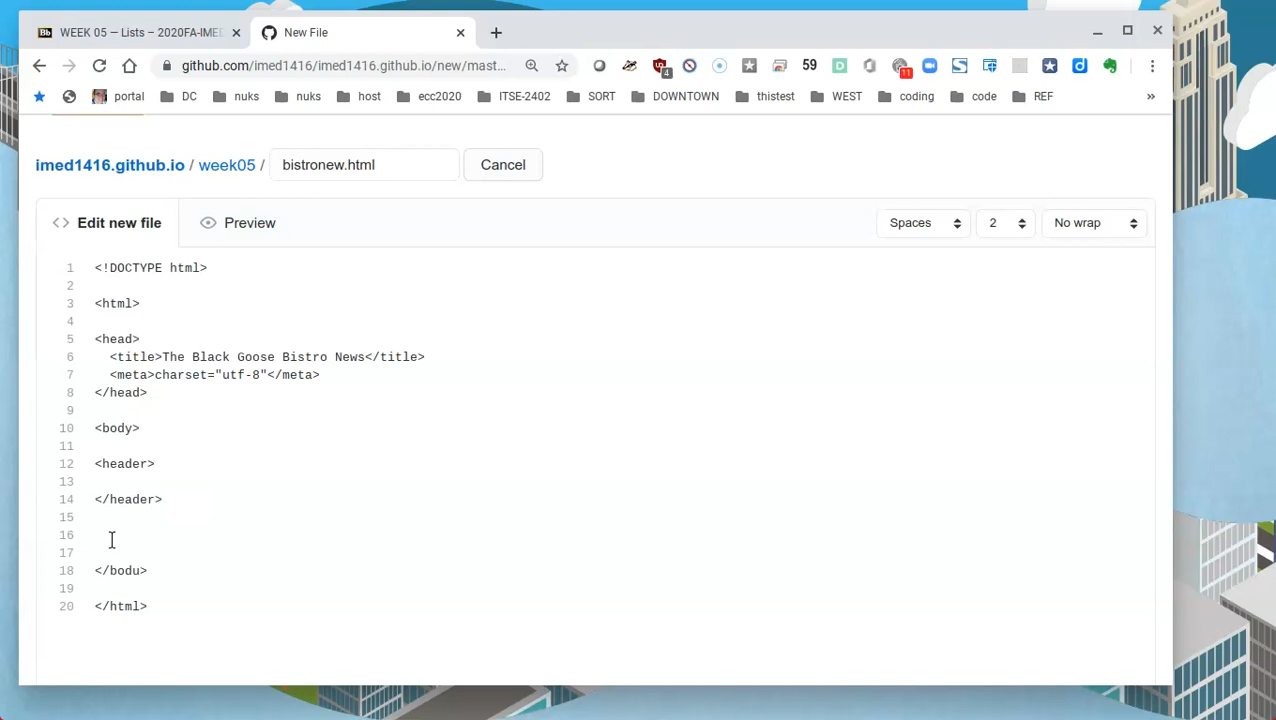 WEEK 05 – Lists – 2020FA-IMED
New File
github.com/imed1416/imed1416.github.io/new/mast...
4
59
D
S
11
d
portal
DC
nuks
nuks
host
ecc2020
ITSE-2402
SORT
DOWNTOWN
thistest
WEST
coding
code
REF
»
imed1416.github.io / week05 / bistronew.html Cancel
<> Edit new file
Preview
Spaces
2
No wrap
1 <!DOCTYPE html>
2
3 <html>
4
5 <head>
6 <title>The Black Goose Bistro News</title>
7 <meta>charset="utf-8"</meta>
8 </head>
9
10 <body>
11
12 <header>
13
14 </header>
15
16
17
18 </bodu>
19
20 </html>